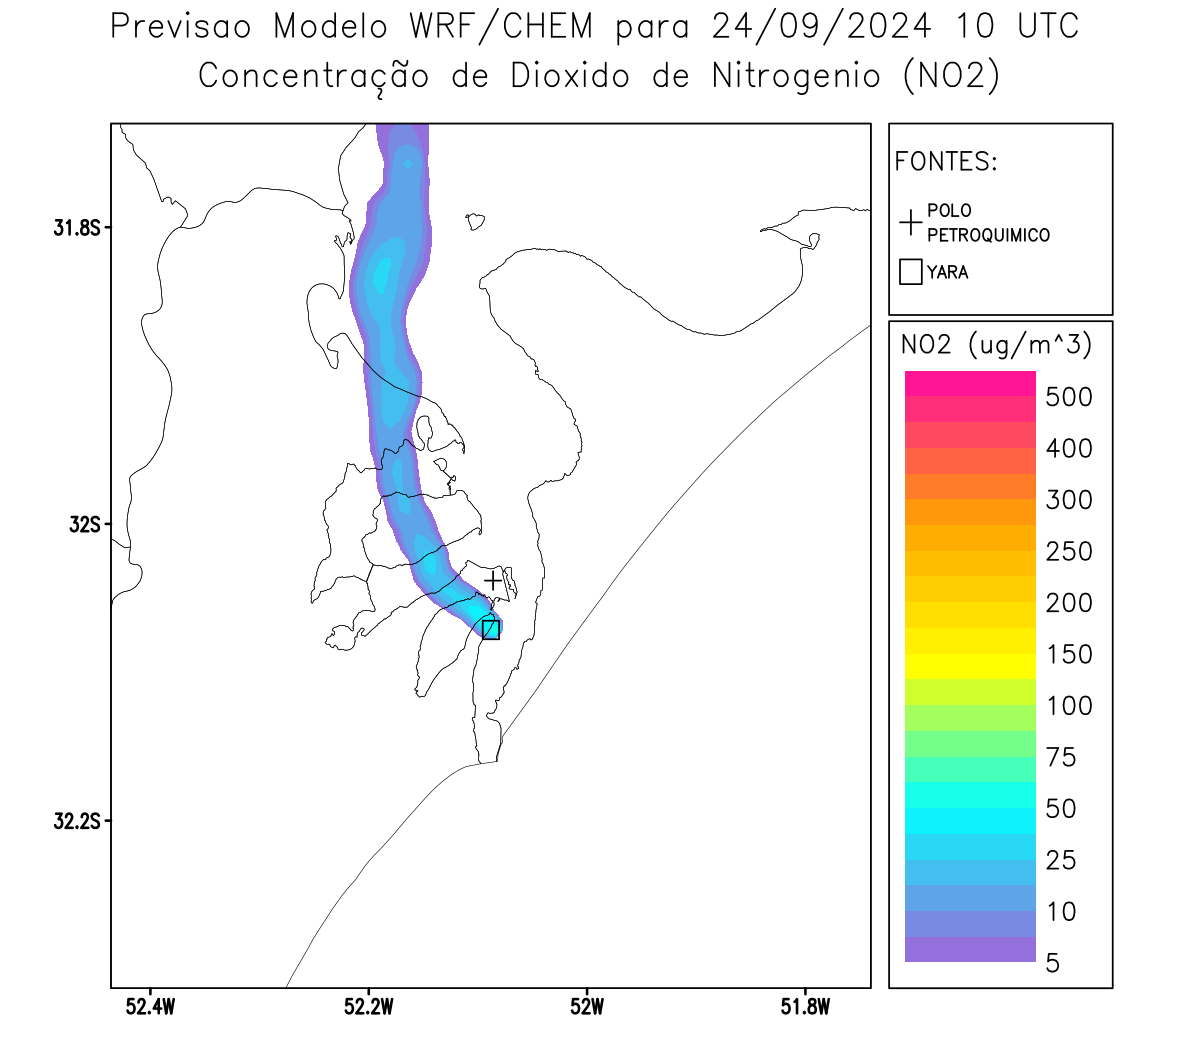 Previsao Modelo WRF/CHEM para 24/09/2024 10 UTC
Concentração de Dioxido de Nitrogenio (NO2)
FONTES:
POLO
PETROQUIMICO
YARA
NO2 (ug/m^3)
500
400
300
250
200
150
100
75
50
25
10
5
31.8S
32S
32.2S
52.4W
52.2W
52W
51.8W